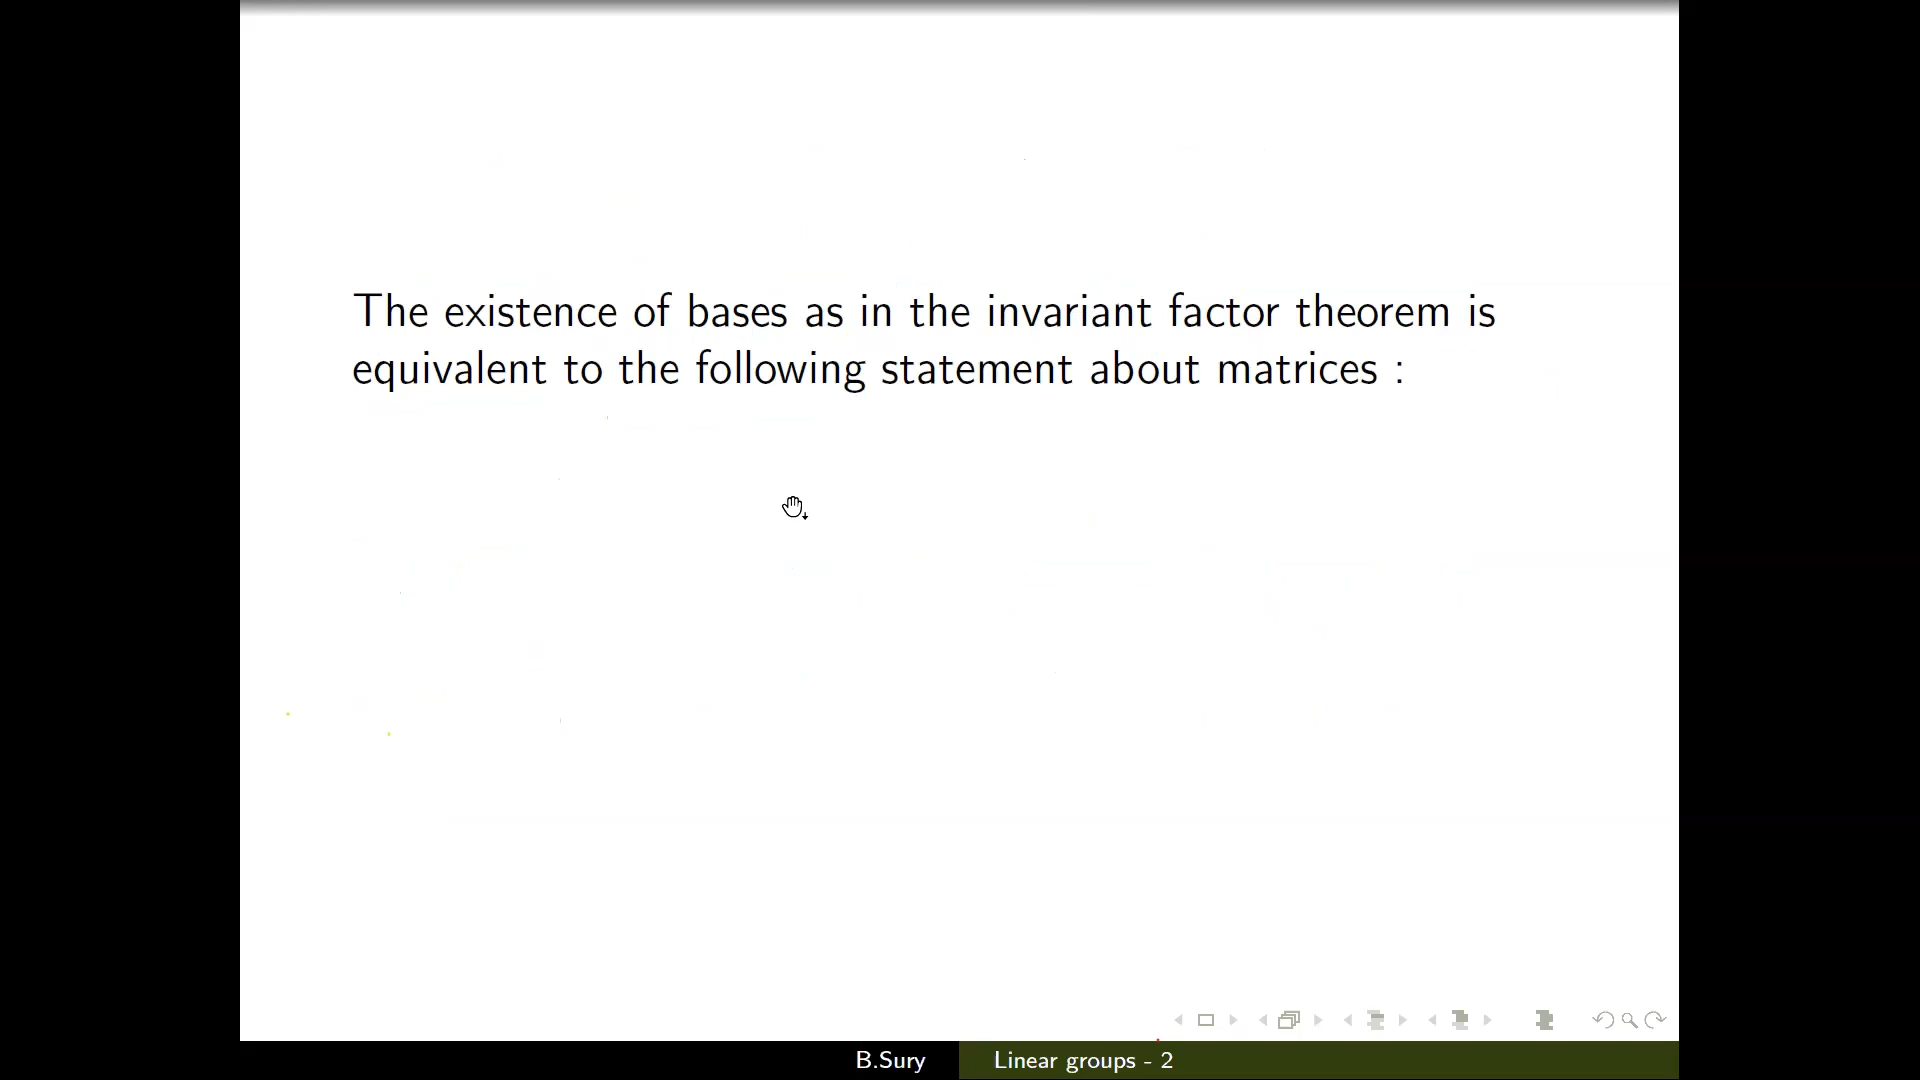 The existence of bases as in the invariant factor theorem is
equivalent to the following statement about matrices :
B.Sury
Linear groups - 2